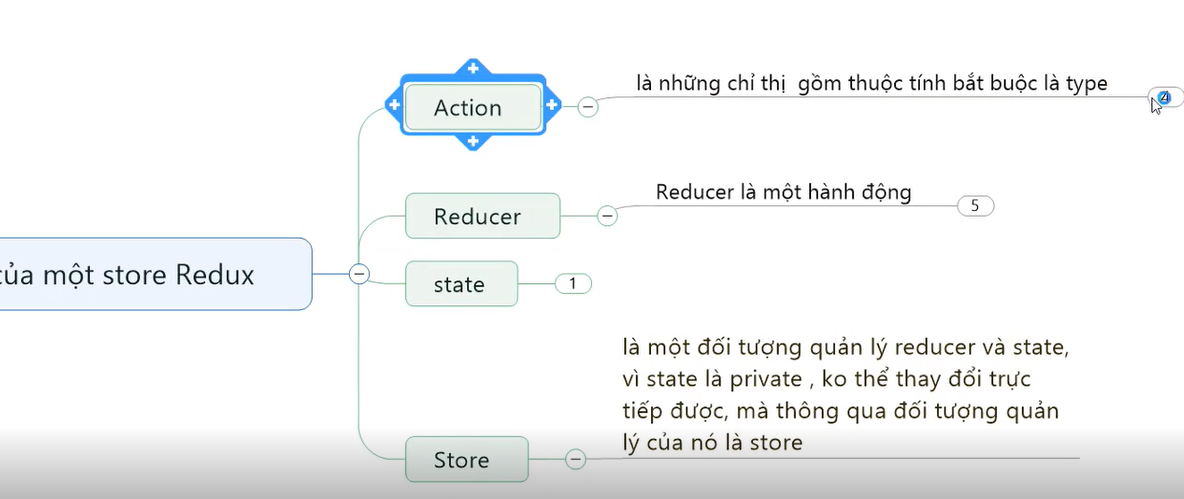 là những chỉ thị gồm thuộc tính bắt buộc là type
Action
Reducer là một hành động
5
Reducer
của một store Redux
state
1
là một đối tượng quản lý reducer và state,
vì state là private , ko thể thay đổi trực
tiếp được, mà thông qua đối tượng quản
lý của nó là store
Store